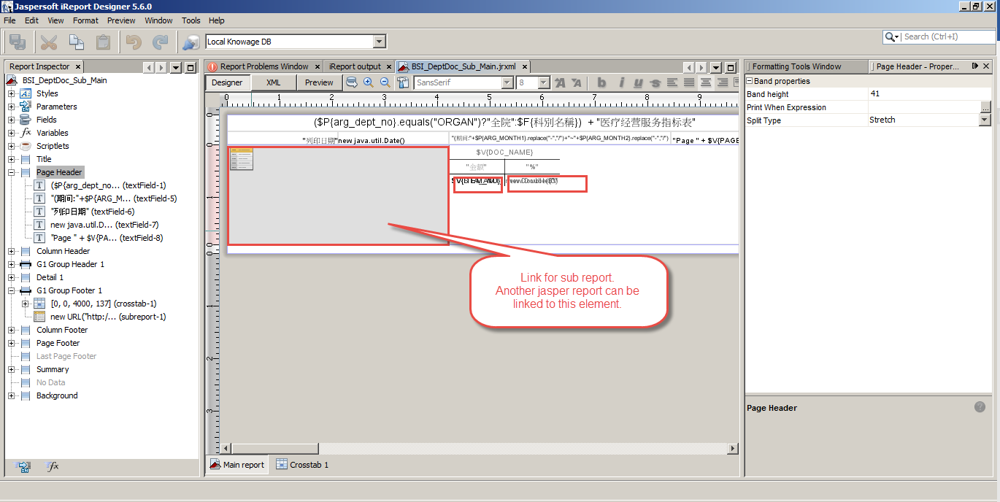 Jaspersoft iReport Designer 5.6.0
File Edit View Format Preview Window Tools Help
Local Knowage DB
Search (Ctrl+I)
Report Inspector
BSI_DeptDoc_Sub_Main
Styles
Parameters
Fields
Variables
Scriptlets
Title
Page Header
($P{arg_dept_no... (textField-1)
"(期间:"+$P{ARG_M... (textField-5)
"列印日期" (textField-6)
new java.util.D... (textField-7)
"Page " + $V{PA... (textField-8)
Column Header
G1 Group Header 1
Detail 1
G1 Group Footer 1
[0, 0, 4000, 137] (crosstab-1)
new URL("http:/... (subreport-1)
Column Footer
Page Footer
Last Page Footer
Summary
No Data
Background
Report Problems Window
iReport output
BSI_DeptDoc_Sub_Main.jrxml
Designer XML Preview
SansSerif 8
0 1 2 3 4 5 6 7 8 9
($P{arg_dept_no}.equals("ORGAN")?"全院":$F{科別名稱}) + "医疗经营服务指标表"
"列印日期" new java.util.Date()
"(期间:"+$P{ARG_MONTH1}.replace("-","/")+"~"+$P{ARG_MONTH2}.replace("-","/")
"Page " + $V{PAGE
$V{DOC_NAME}
"金额" "%"
Link for sub report.
Another jasper report can be
linked to this element.
Main report
Crosstab 1
Formatting Tools Window
Page Header - Proper...
Band properties
Band height 41
Print When Expression
...
Split Type Stretch
Page Header